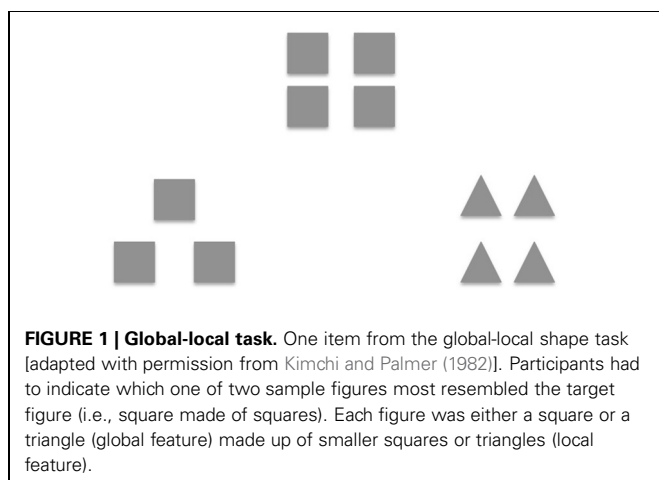 FIGURE 1 | Global-local task. One item from the global-local shape task
[adapted with permission from Kimchi and Palmer (1982)]. Participants had
to indicate which one of two sample figures most resembled the target
figure (i.e., square made of squares). Each figure was either a square or a
triangle (global feature) made up of smaller squares or triangles (local
feature).